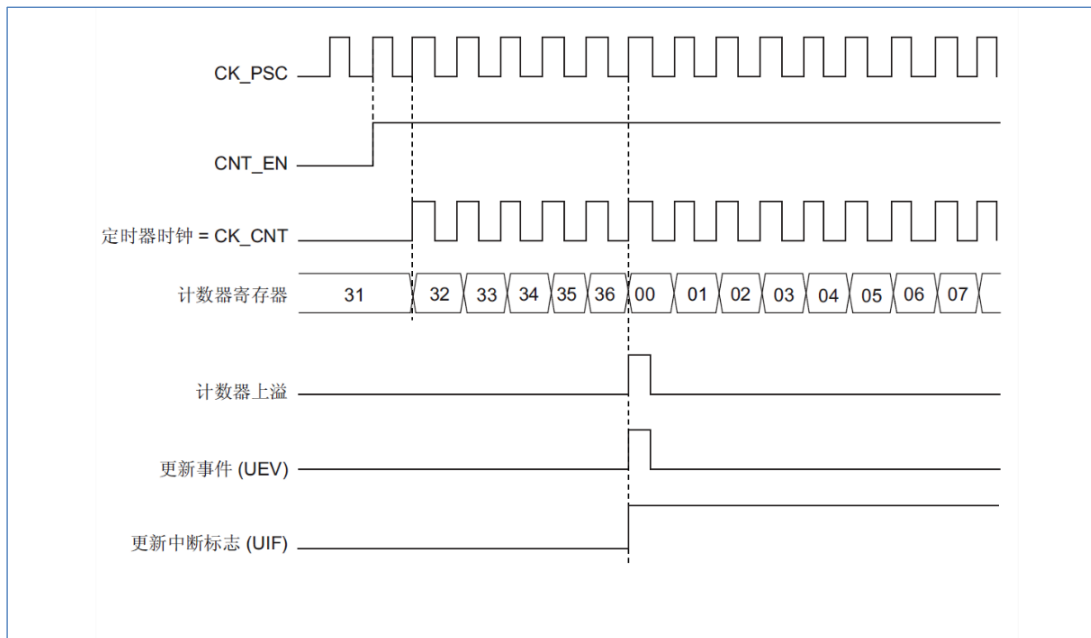 CK_PSC
CNT_EN
定时器时钟 = CK_CNT
计数器寄存器 31 32 33 34 35 36 00 01 02 03 04 05 06 07
计数器上溢
更新事件 (UEV)
更新中断标志 (UIF)